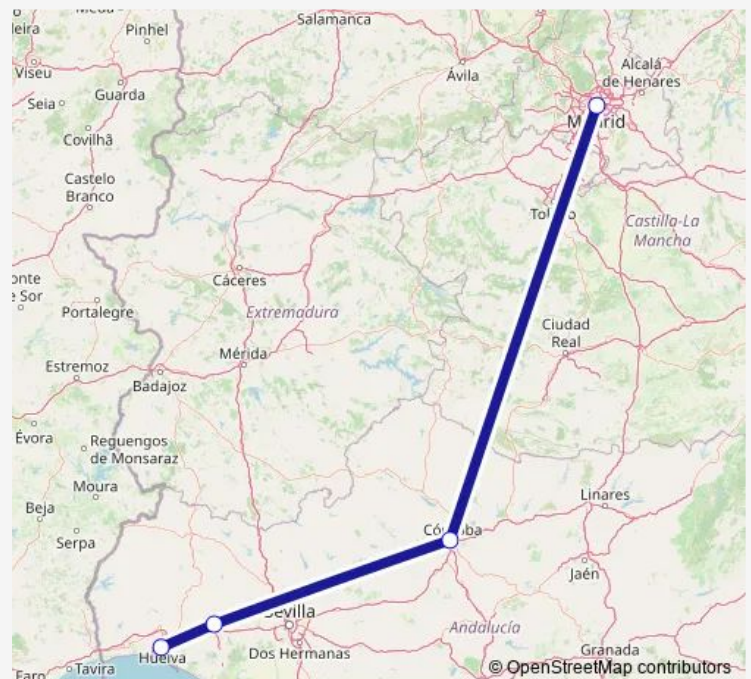 Pinhel
Salamanca
Viseu
Guarda
Ávila
Alcalá
de Henares
Seia
Madrid
Covilhã
Castelo
Branco
Toledo
Castilla-La
Mancha
Cáceres
Portalegre
Extremadura
Ciudad
Real
Mérida
Estremoz
Badajoz
Évora
Reguengos
de Monsaraz
Moura
Linares
Beja
Córdoba
Serpa
Jaén
Sevilla
Andalucía
Huelva
Dos Hermanas
Granada
Tavira
© OpenStreetMap contributors